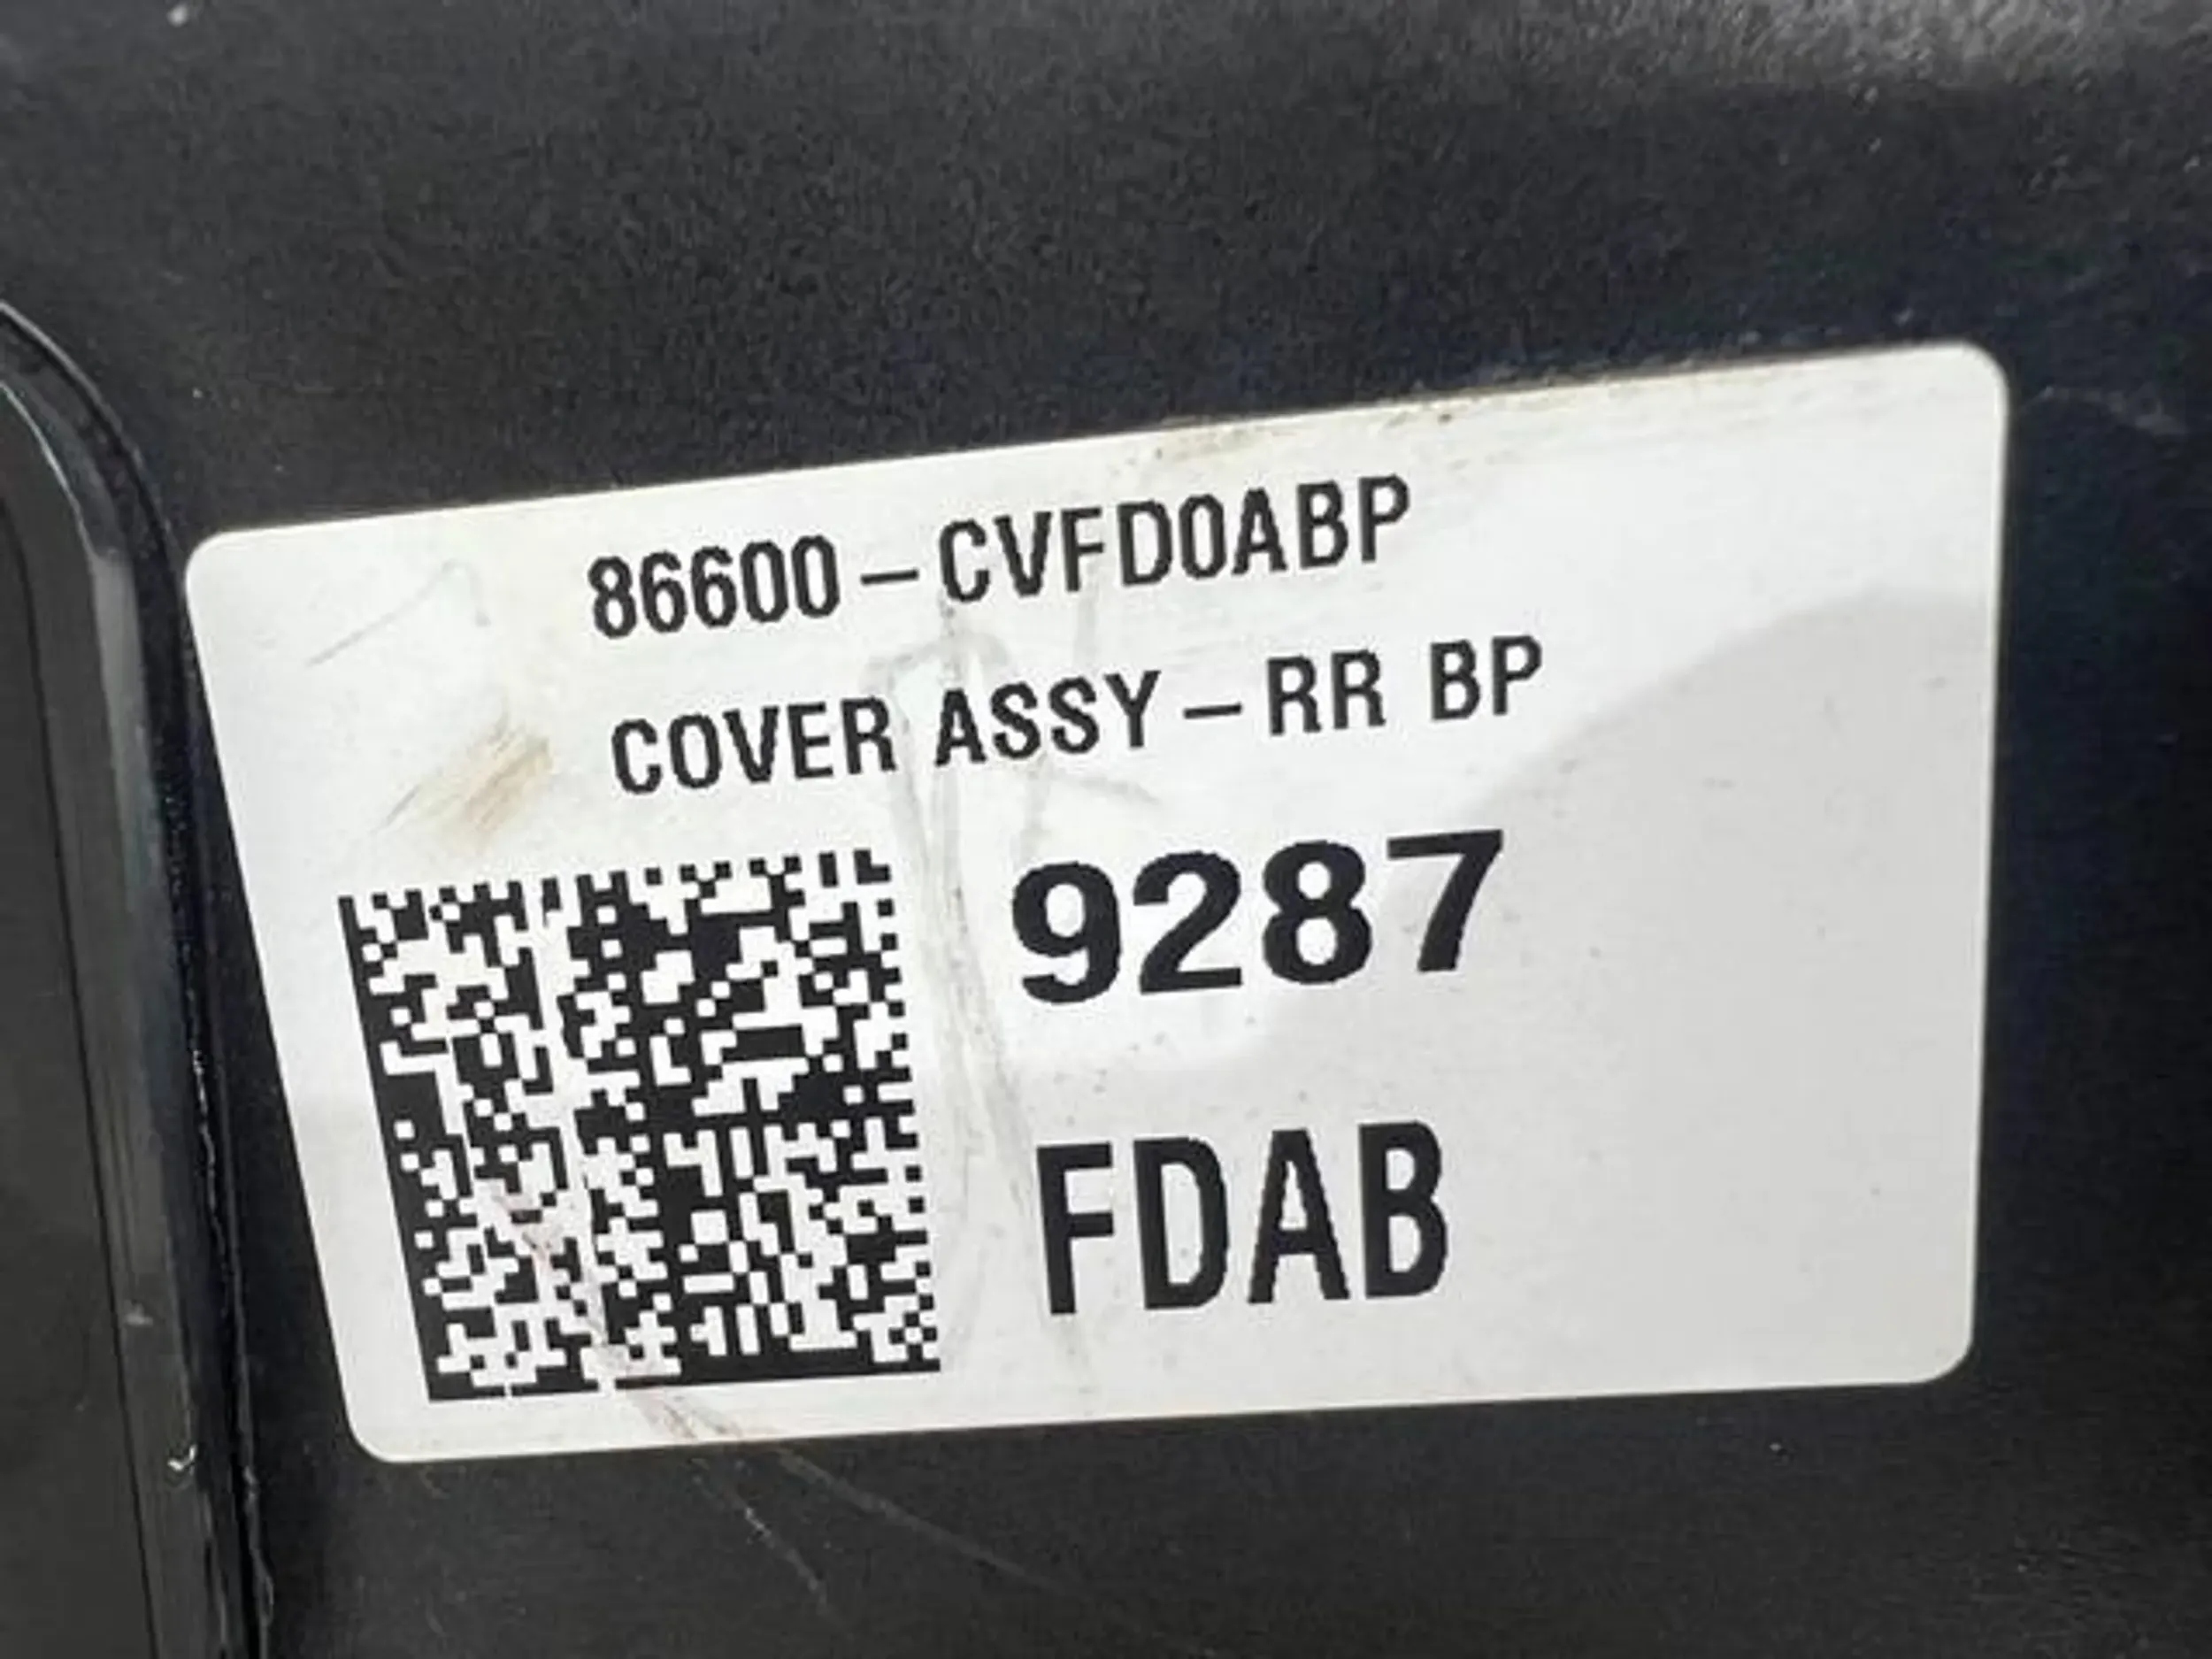 86600-CVFD0ABP
COVER ASSY-RR BP
9287
FDAB